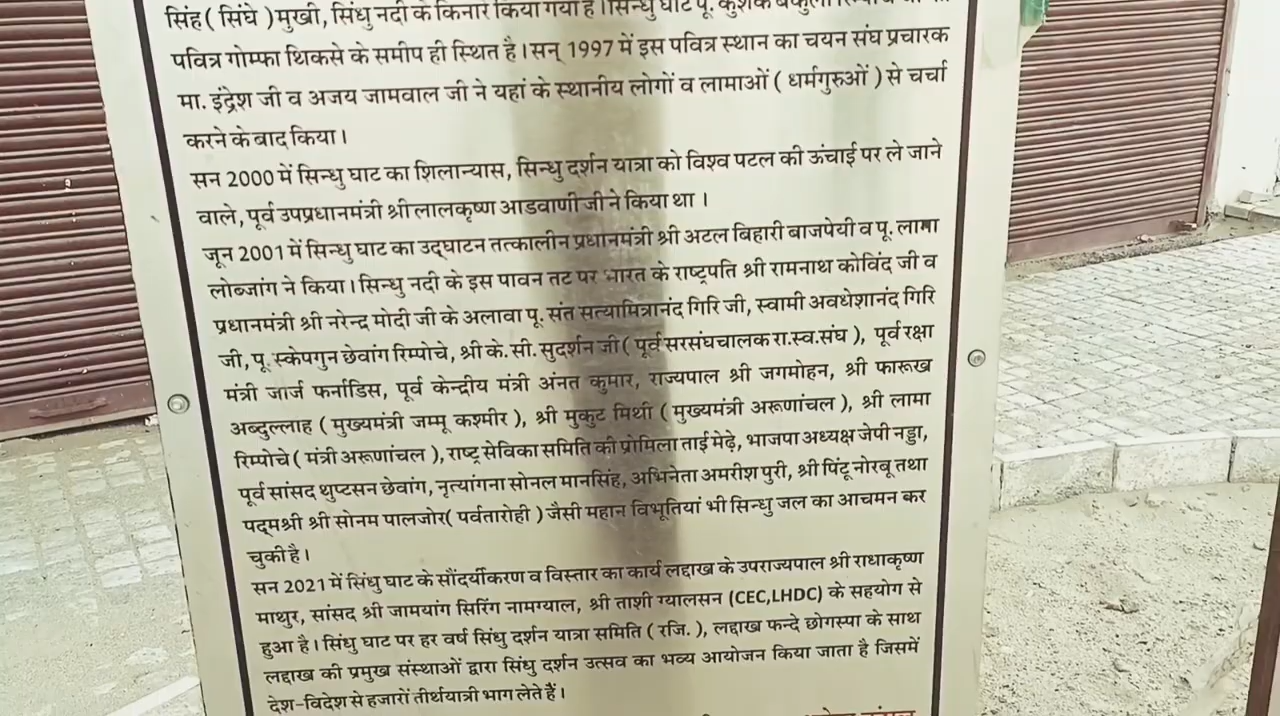 सिंह ( सिंघे ) मुखी, सिंधु नदी के किनारे किया गया है । सिन्धु घाट पू. कुशक बकुला
पवित्र गोम्फा थिकसे के समीप ही स्थित है । सन् 1997 में इस पवित्र स्थान का चयन संघ प्रचारक
मा. इंद्रेश जी व अजय जामवाल जी ने यहां के स्थानीय लोगों व लामाओं ( धर्मगुरुओं ) से चर्चा
करने के बाद किया ।
सन 2000 में सिन्धु घाट का शिलान्यास, सिन्धु दर्शन यात्रा को विश्व पटल की ऊंचाई पर ले जाने
वाले, पूर्व उपप्रधानमंत्री श्री लालकृष्ण आडवाणी जी ने किया था ।
जून 2001 में सिन्धु घाट का उद्घाटन तत्कालीन प्रधानमंत्री श्री अटल बिहारी बाजपेयी व पू. लामा
लोब्जांग ने किया । सिन्धु नदी के इस पावन तट पर भारत के राष्ट्रपति श्री रामनाथ कोविंद जी व
प्रधानमंत्री श्री नरेन्द्र मोदी जी के अलावा पू. संत सत्यामित्रानंद गिरि जी, स्वामी अवधेशानंद गिरि
जी, पू. स्केपगुन छेवांग रिम्पोचे, श्री के. सी. सुदर्शन जी ( पूर्व सरसंघचालक रा.स्व.संघ ), पूर्व रक्षा
मंत्री जार्ज फर्नाडिस, पूर्व केन्द्रीय मंत्री अंनत कुमार, राज्यपाल श्री जगमोहन, श्री फारूख
अब्दुल्लाह ( मुख्यमंत्री जम्मू कश्मीर ), श्री मुकुट मिथी ( मुख्यमंत्री अरूणांचल ), श्री लामा
रिम्पोचे ( मंत्री अरूणांचल ), राष्ट्र सेविका समिति की प्रोमिला ताई मेढ़े, भाजपा अध्यक्ष जेपी नड्डा,
पूर्व सांसद थुप्टसन छेवांग, नृत्यांगना सोनल मानसिंह, अभिनेता अमरीश पुरी, श्री पिंटू नोरबू तथा
पद्मश्री श्री सोनम पालजोर( पर्वतारोही ) जैसी महान विभूतियां भी सिन्धु जल का आचमन कर
चुकी है ।
सन 2021 में सिंधु घाट के सौंदर्यीकरण व विस्तार का कार्य लद्दाख के उपराज्यपाल श्री राधाकृष्ण
माथुर, सांसद श्री जामयांग सिरिंग नामग्याल, श्री ताशी ग्यालसन (CEC,LHDC) के सहयोग से
हुआ है । सिंधु घाट पर हर वर्ष सिंधु दर्शन यात्रा समिति ( रजि. ), लद्दाख फन्दे छोगस्पा के साथ
लद्दाख की प्रमुख संस्थाओं द्वारा सिंधु दर्शन उत्सव का भव्य आयोजन किया जाता है जिसमें
देश-विदेश से हजारों तीर्थयात्री भाग लेते हैं ।